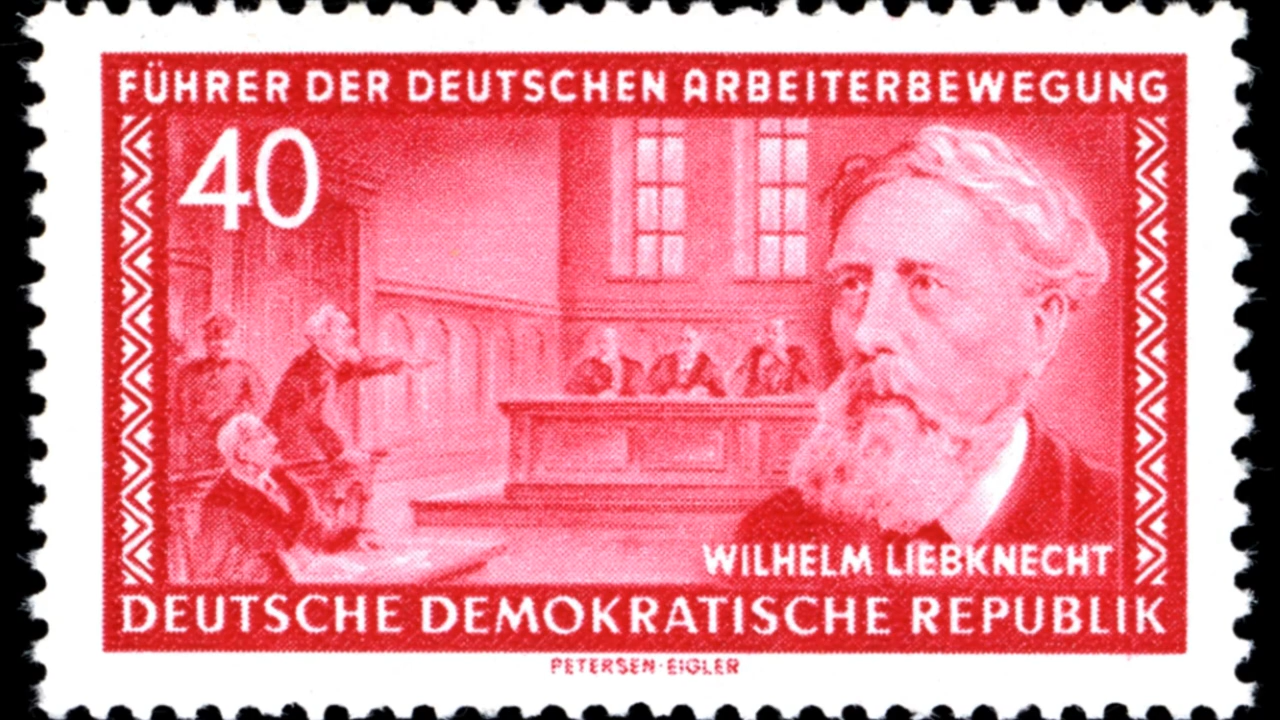 FÜHRER DER DEUTSCHEN ARBEITERBEWEGUNG
40
WILHELM LIEBKNECHT
DEUTSCHE DEMOKRATISCHE REPUBLIK
PETERSEN·EIGLER